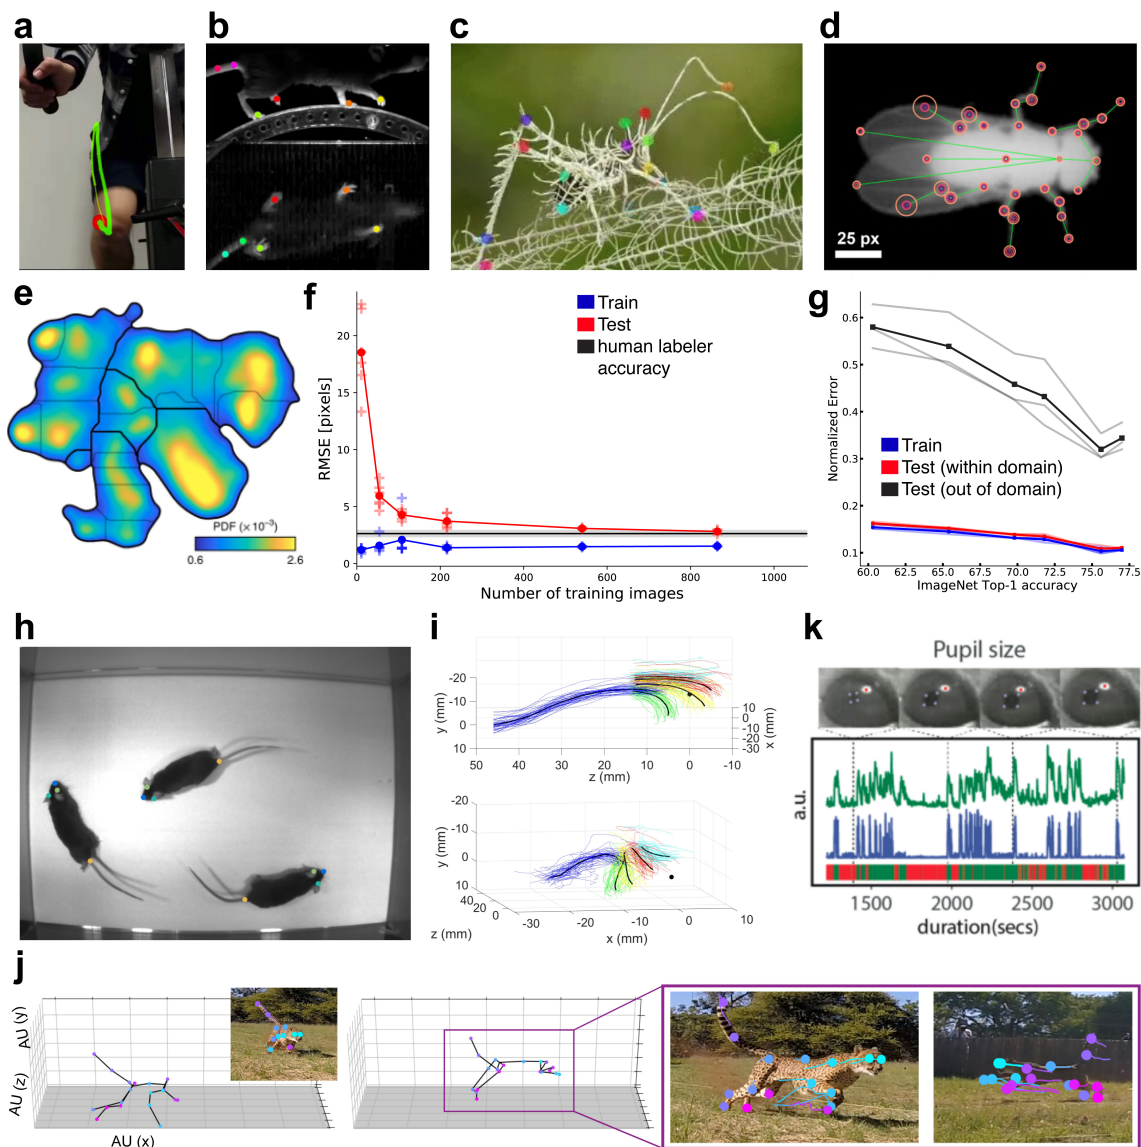 a
b
c
d
25 px
e
PDF (×10⁻³)
0.6
2.6
f
Train
Test
human labeler
accuracy
RMSE [pixels]
20
15
10
5
0
0
200
400
600
800
1000
Number of training images
g
Normalized Error
0.6
0.5
0.4
0.3
0.2
0.1
Train
Test (within domain)
Test (out of domain)
60.0
62.5
65.0
67.5
70.0
72.5
75.0
77.5
ImageNet Top-1 accuracy
h
i
y (mm)
-20
-10
0
10
50
40
30
20
10
0
-10
z (mm)
10
0
-10
-20
-30
x (mm)
y (mm)
-20
-10
0
10
40
20
0
z (mm)
-30
-20
-10
0
10
x (mm)
k
Pupil size
a.u.
1500
2000
2500
3000
duration(secs)
j
AU (y)
AU (z)
AU (x)